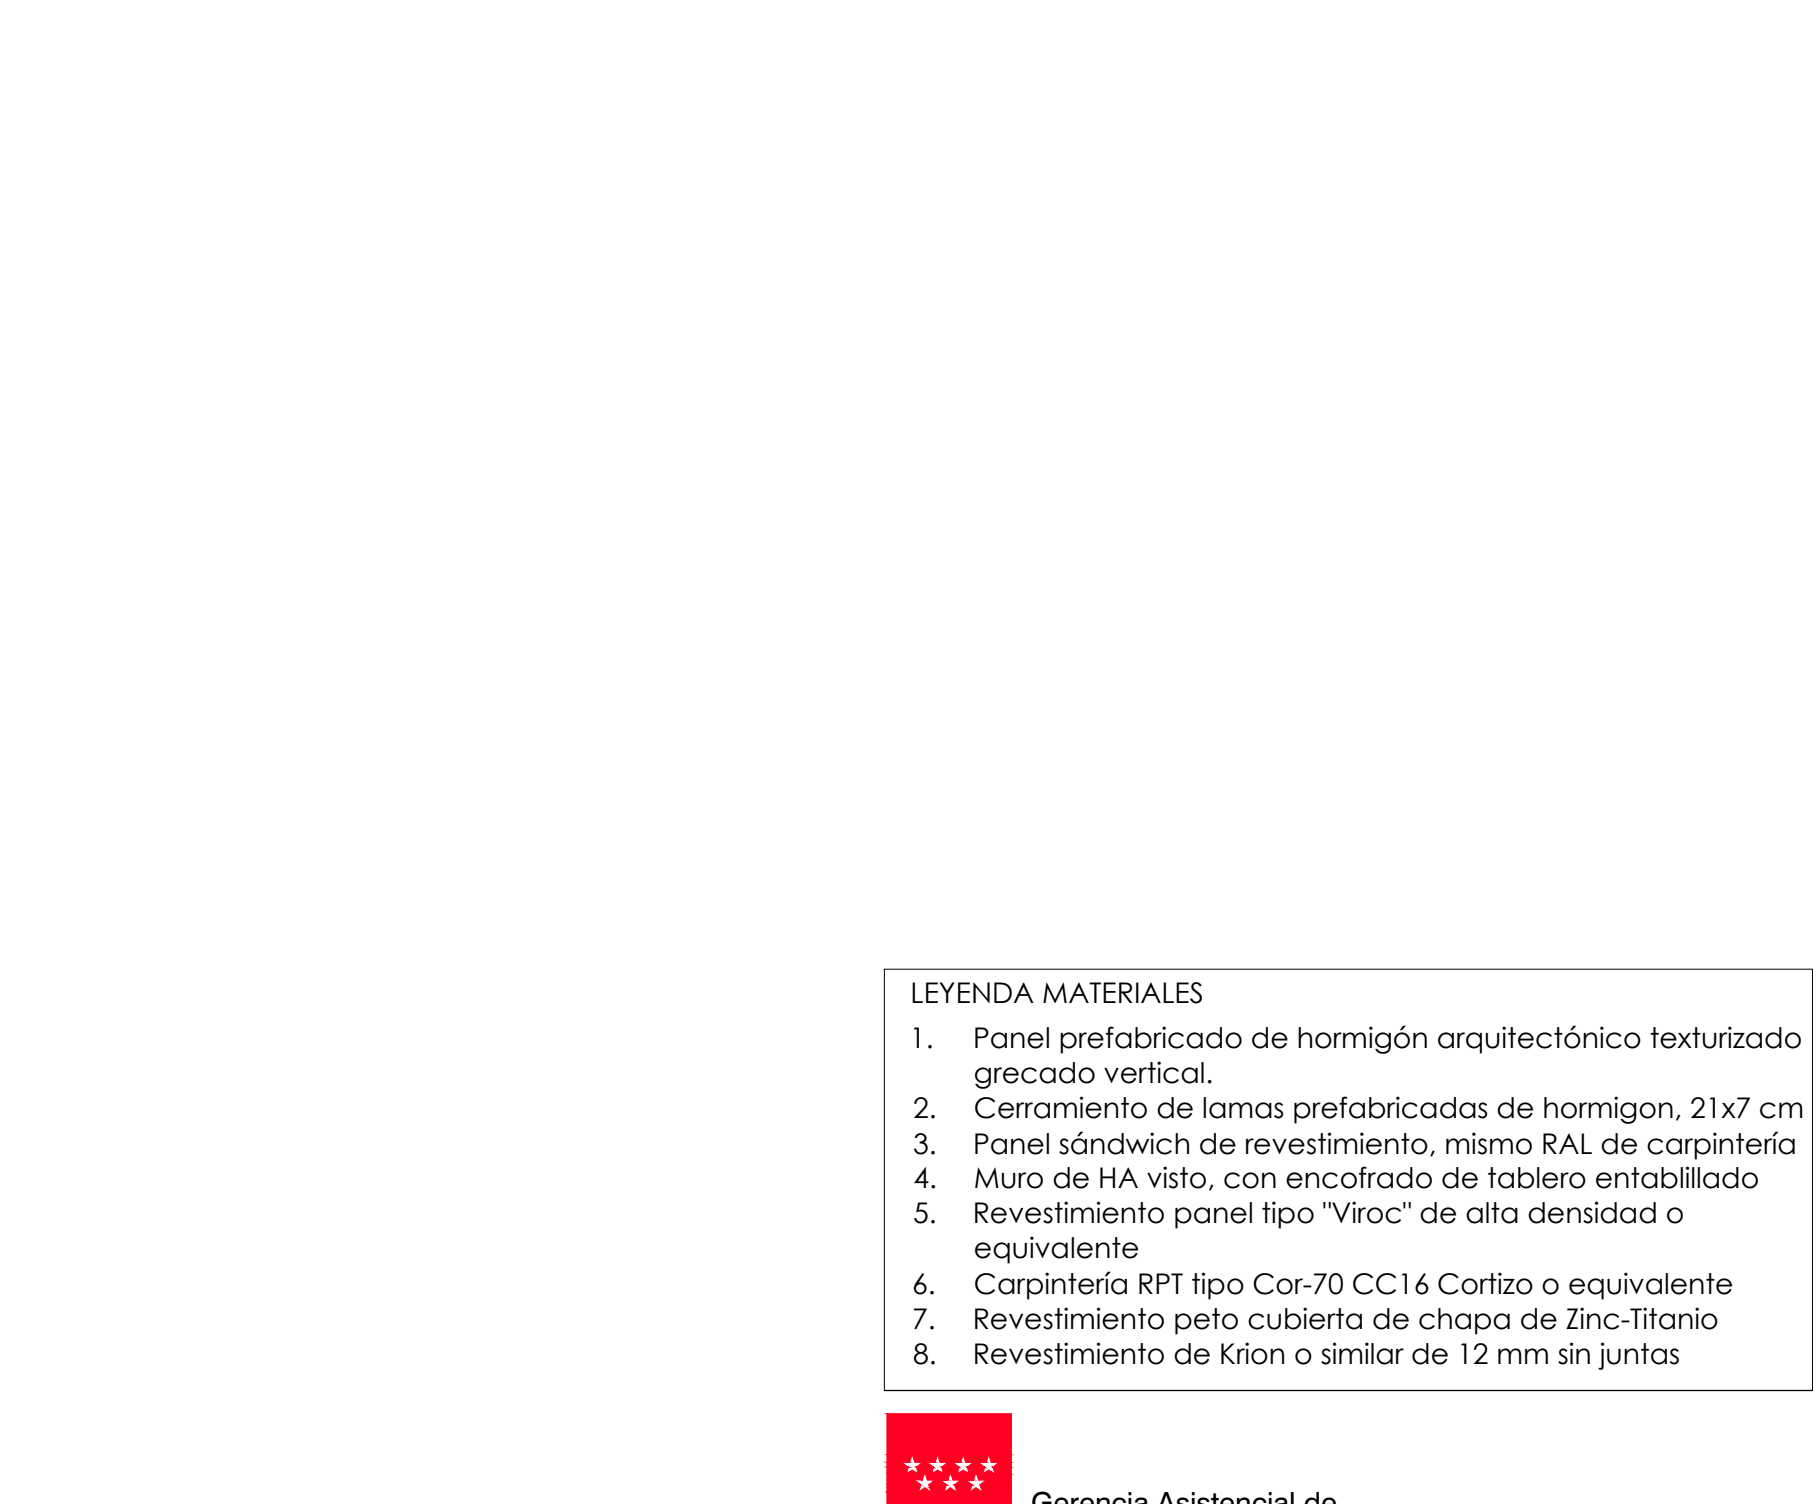 LEYENDA MATERIALES
1. Panel prefabricado de hormigón arquitectónico texturizado
grecado vertical.
2. Cerramiento de lamas prefabricadas de hormigon, 21x7 cm
3. Panel sándwich de revestimiento, mismo RAL de carpintería
4. Muro de HA visto, con encofrado de tablero entablillado
5. Revestimiento panel tipo "Viroc" de alta densidad o
equivalente
6. Carpintería RPT tipo Cor-70 CC16 Cortizo o equivalente
7. Revestimiento peto cubierta de chapa de Zinc-Titanio
8. Revestimiento de Krion o similar de 12 mm sin juntas
Gerencia Asistencial de